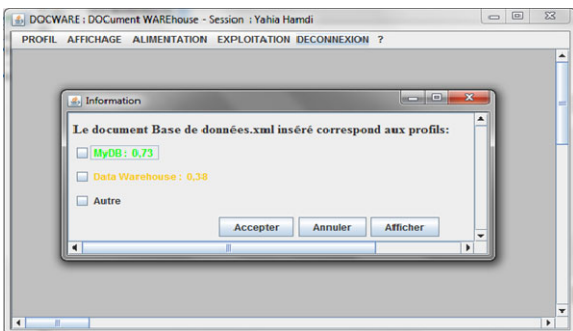 DOCWARE : DOCument WAREhouse - Session : Yahia Hamdi
PROFIL AFFICHAGE ALIMENTATION EXPLOITATION DECONNEXION ?
Information
Le document Base de données.xml inséré correspond aux profils:
MyDB : 0,73
Data Warehouse : 0,38
Autre
Accepter Annuler Afficher